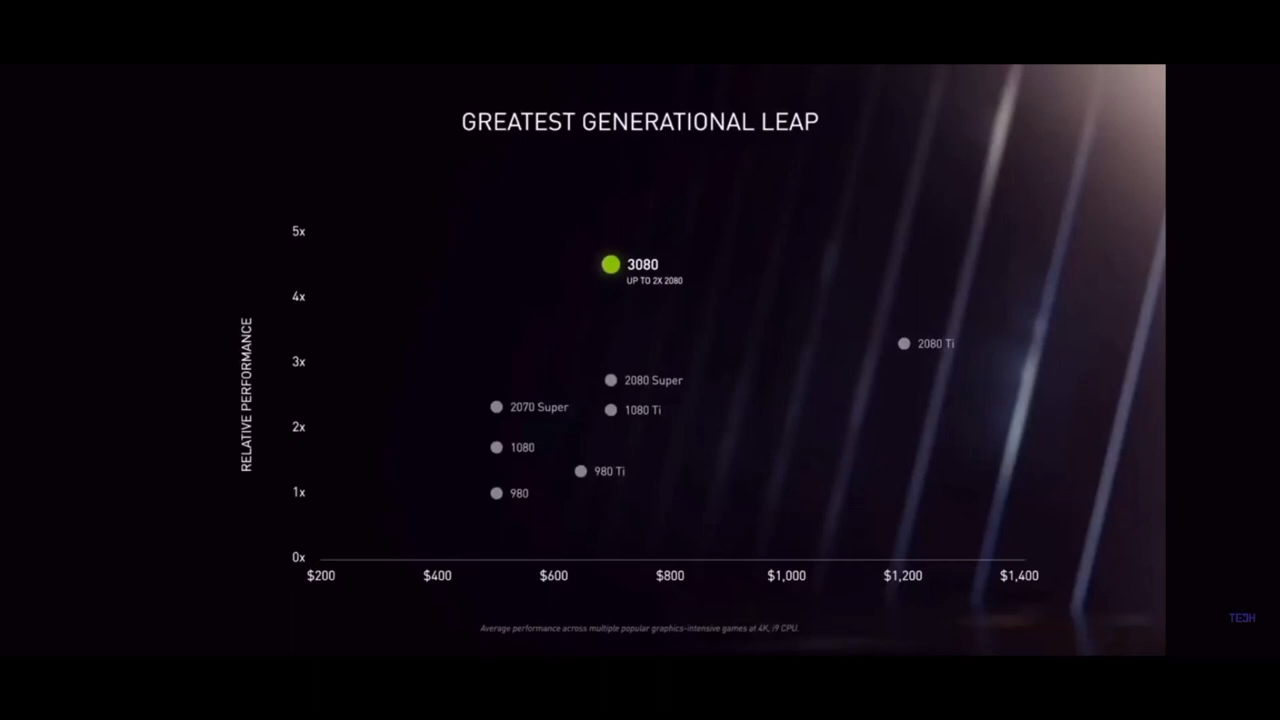 GREATEST GENERATIONAL LEAP
RELATIVE PERFORMANCE
5x
4x
3x
2x
1x
0x
3080
UP TO 2X 2080
2080 Ti
2080 Super
2070 Super
1080 Ti
1080
980 Ti
980
$200 $400 $600 $800 $1,000 $1,200 $1,400
Average performance across multiple popular graphics-intensive games at 4K, i9 CPU.